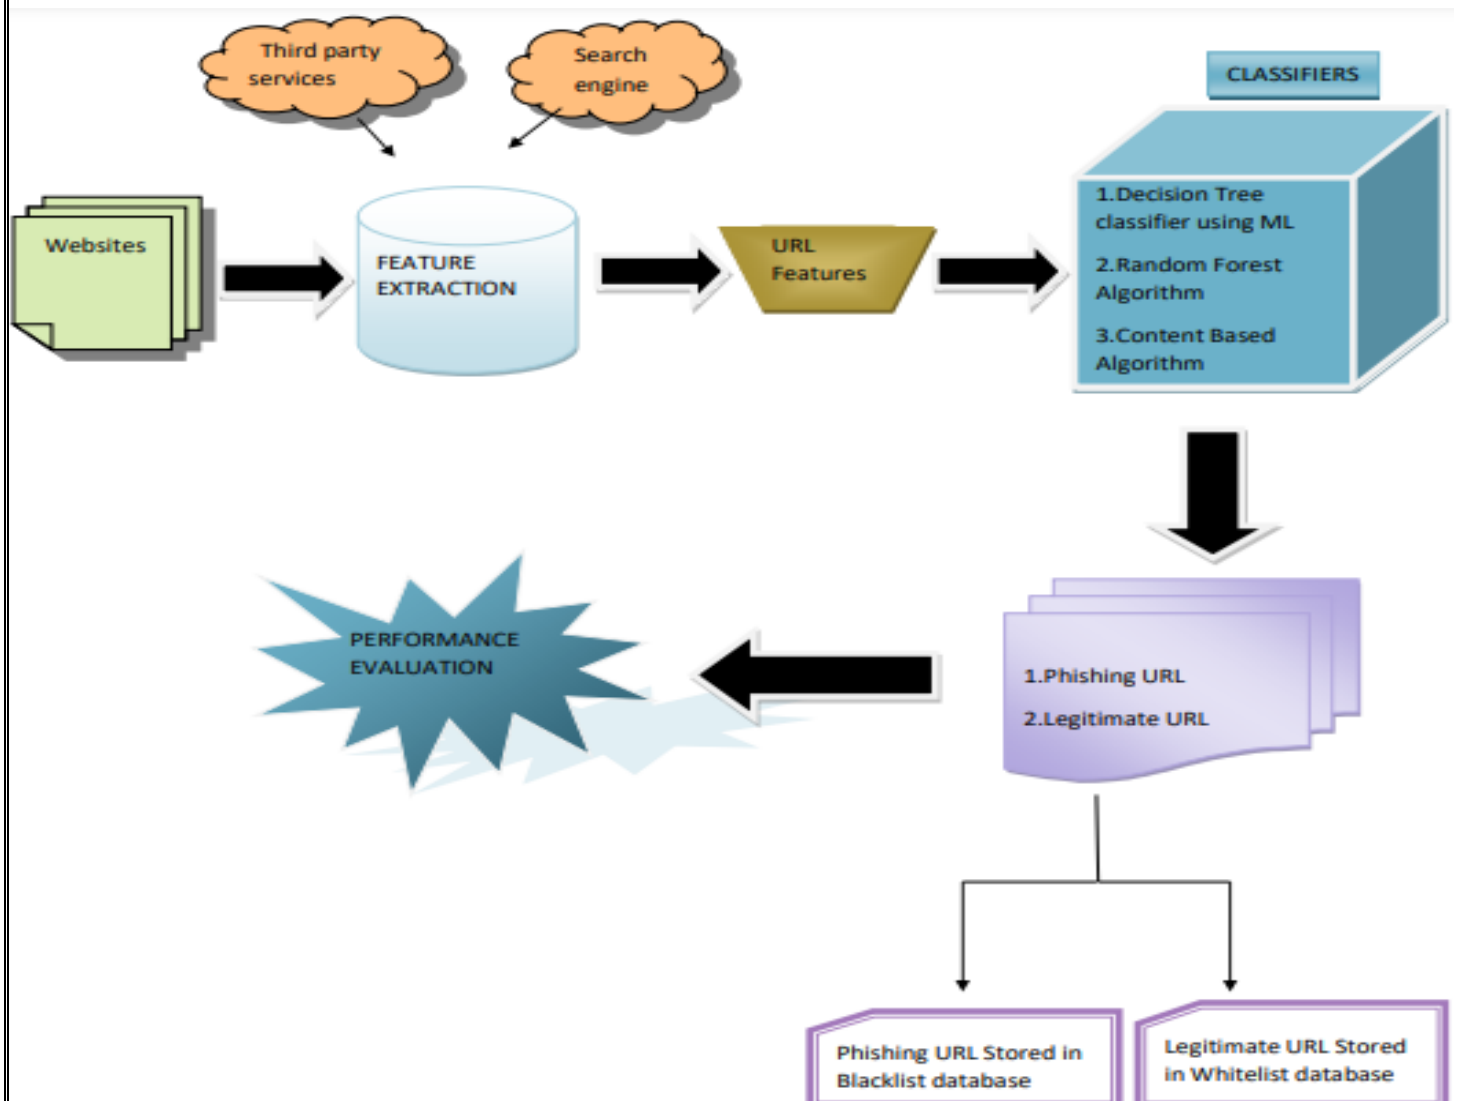 Third party
services
Search
engine
CLASSIFIERS
Websites
FEATURE
EXTRACTION
URL
Features
1.Decision Tree
classifier using ML
2.Random Forest
Algorithm
3.Content Based
Algorithm
PERFORMANCE
EVALUATION
1.Phishing URL
2.Legitimate URL
Phishing URL Stored in
Blacklist database
Legitimate URL Stored
in Whitelist database